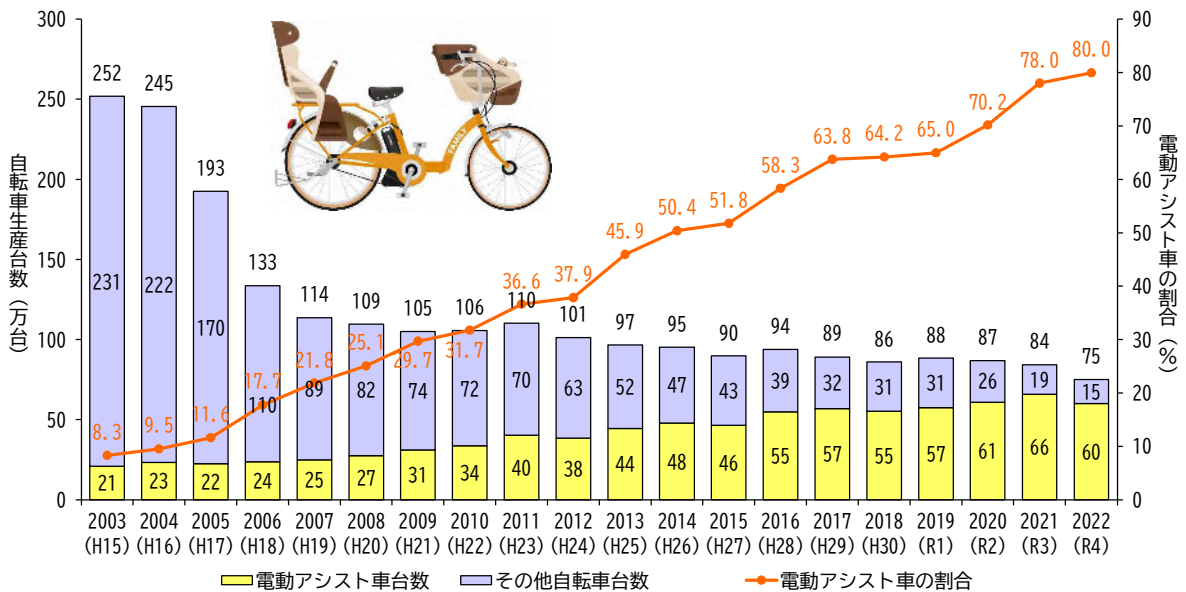 自転車生産台数（万台）
300
250
200
150
100
50
0
電動アシスト車の割合（％）
90
80
70
60
50
40
30
20
10
0
FAMILY
252 245 193 133 114 109 105 106 110 101 97 95 90 94 89 86 88 87 84 75
8.3 9.5 11.6 17.7 21.8 25.1 29.7 31.7 36.6 37.9 45.9 50.4 51.8 58.3 63.8 64.2 65.0 70.2 78.0 80.0
231 222 170 110 89 82 74 72 70 63 52 47 43 39 32 31 31 26 19 15
21 23 22 24 25 27 31 34 40 38 44 48 46 55 57 55 57 61 66 60
2003 2004 2005 2006 2007 2008 2009 2010 2011 2012 2013 2014 2015 2016 2017 2018 2019 2020 2021 2022
(H15) (H16) (H17) (H18) (H19) (H20) (H21) (H22) (H23) (H24) (H25) (H26) (H27) (H28) (H29) (H30) (R1) (R2) (R3) (R4)
電動アシスト車台数 その他自転車台数 電動アシスト車の割合